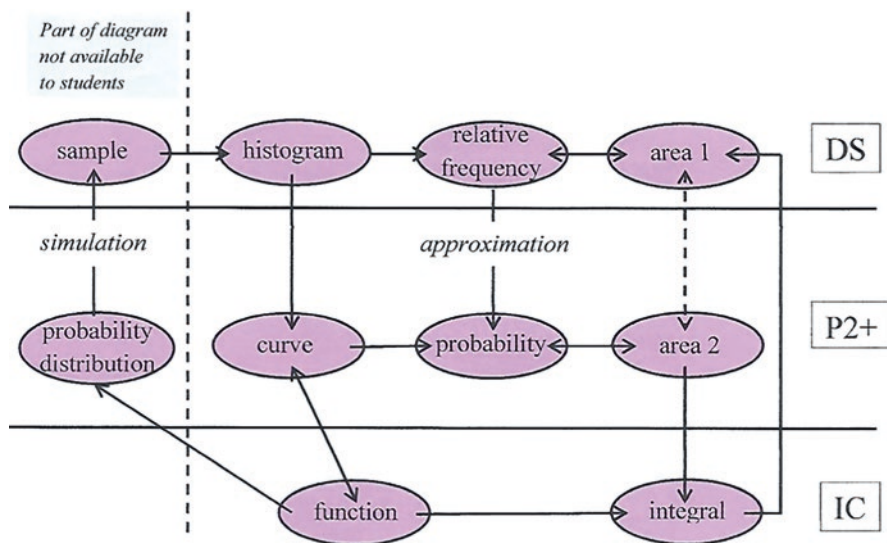 Part of diagram
not available
to students
sample
histogram
relative
frequency
area 1
DS
simulation
approximation
probability
distribution
curve
probability
area 2
P2+
function
integral
IC